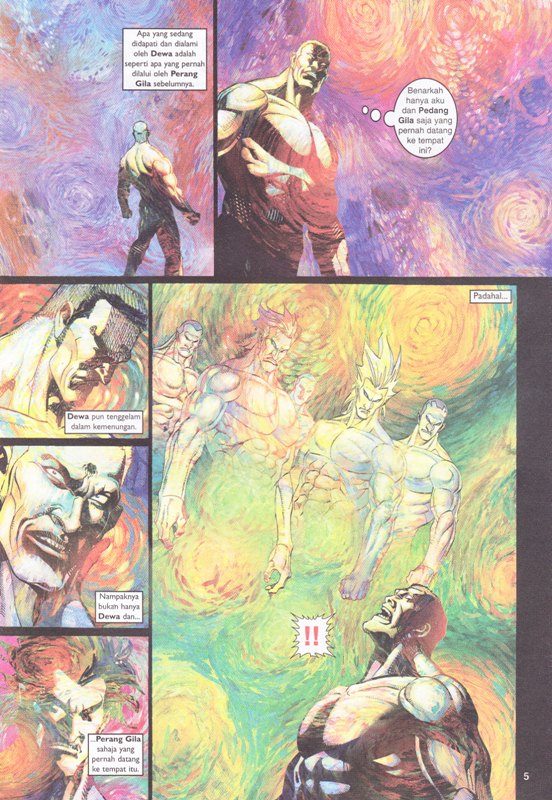 Apa yang sedang
didapati dan dialami
oleh Dewa adalah
seperti apa yang pernah
dilalui oleh Perang
Gila sebelumnya.
Benarkah
hanya aku
dan Pedang
Gila saja yang
pernah datang
ke tempat
ini?
Padahal...
Dewa pun tenggelam
dalam kemenungan.
Nampaknya
bukan hanya
Dewa dan...
...Perang Gila
sahaja yang
pernah datang
ke tempat itu.
!!
5